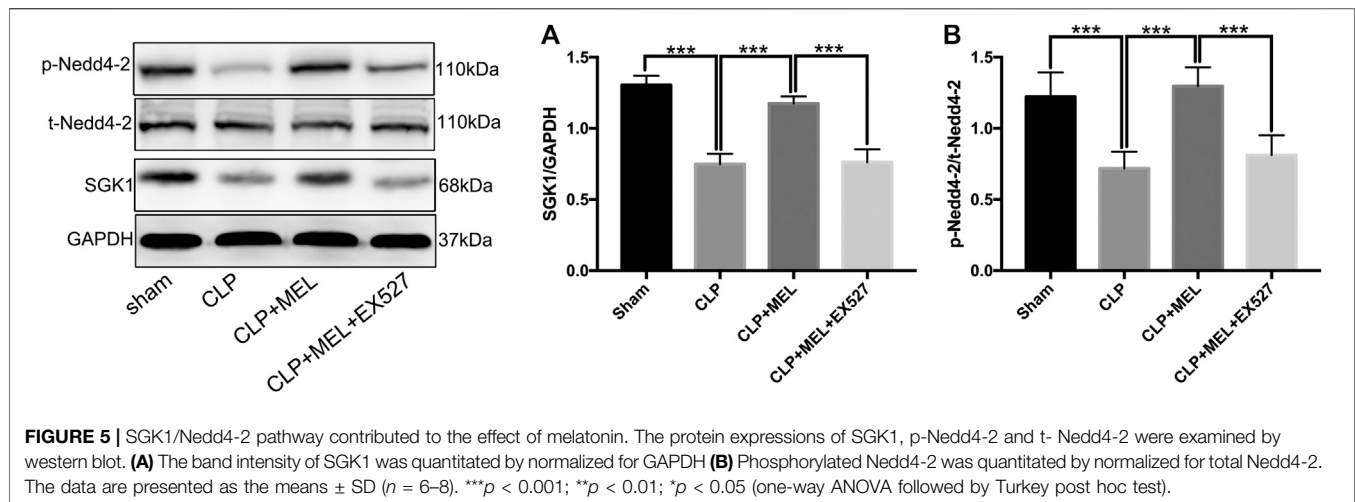 p-Nedd4-2
110kDa
t-Nedd4-2
110kDa
SGK1
68kDa
GAPDH
37kDa
sham
CLP
CLP+MEL
CLP+MEL+EX527
A
*** *** ***
SGK1/GAPDH
1.5
1.0
0.5
0.0
Sham
CLP
CLP+MEL
CLP+MEL+EX527
B
*** *** ***
p-Nedd4-2/t-Nedd4-2
1.5
1.0
0.5
0.0
Sham
CLP
CLP+MEL
CLP+MEL+EX527
FIGURE 5 | SGK1/Nedd4-2 pathway contributed to the effect of melatonin. The protein expressions of SGK1, p-Nedd4-2 and t- Nedd4-2 were examined by
western blot. (A) The band intensity of SGK1 was quantitated by normalized for GAPDH (B) Phosphorylated Nedd4-2 was quantitated by normalized for total Nedd4-2.
The data are presented as the means ± SD (n = 6–8). ***p < 0.001; **p < 0.01; *p < 0.05 (one-way ANOVA followed by Turkey post hoc test).